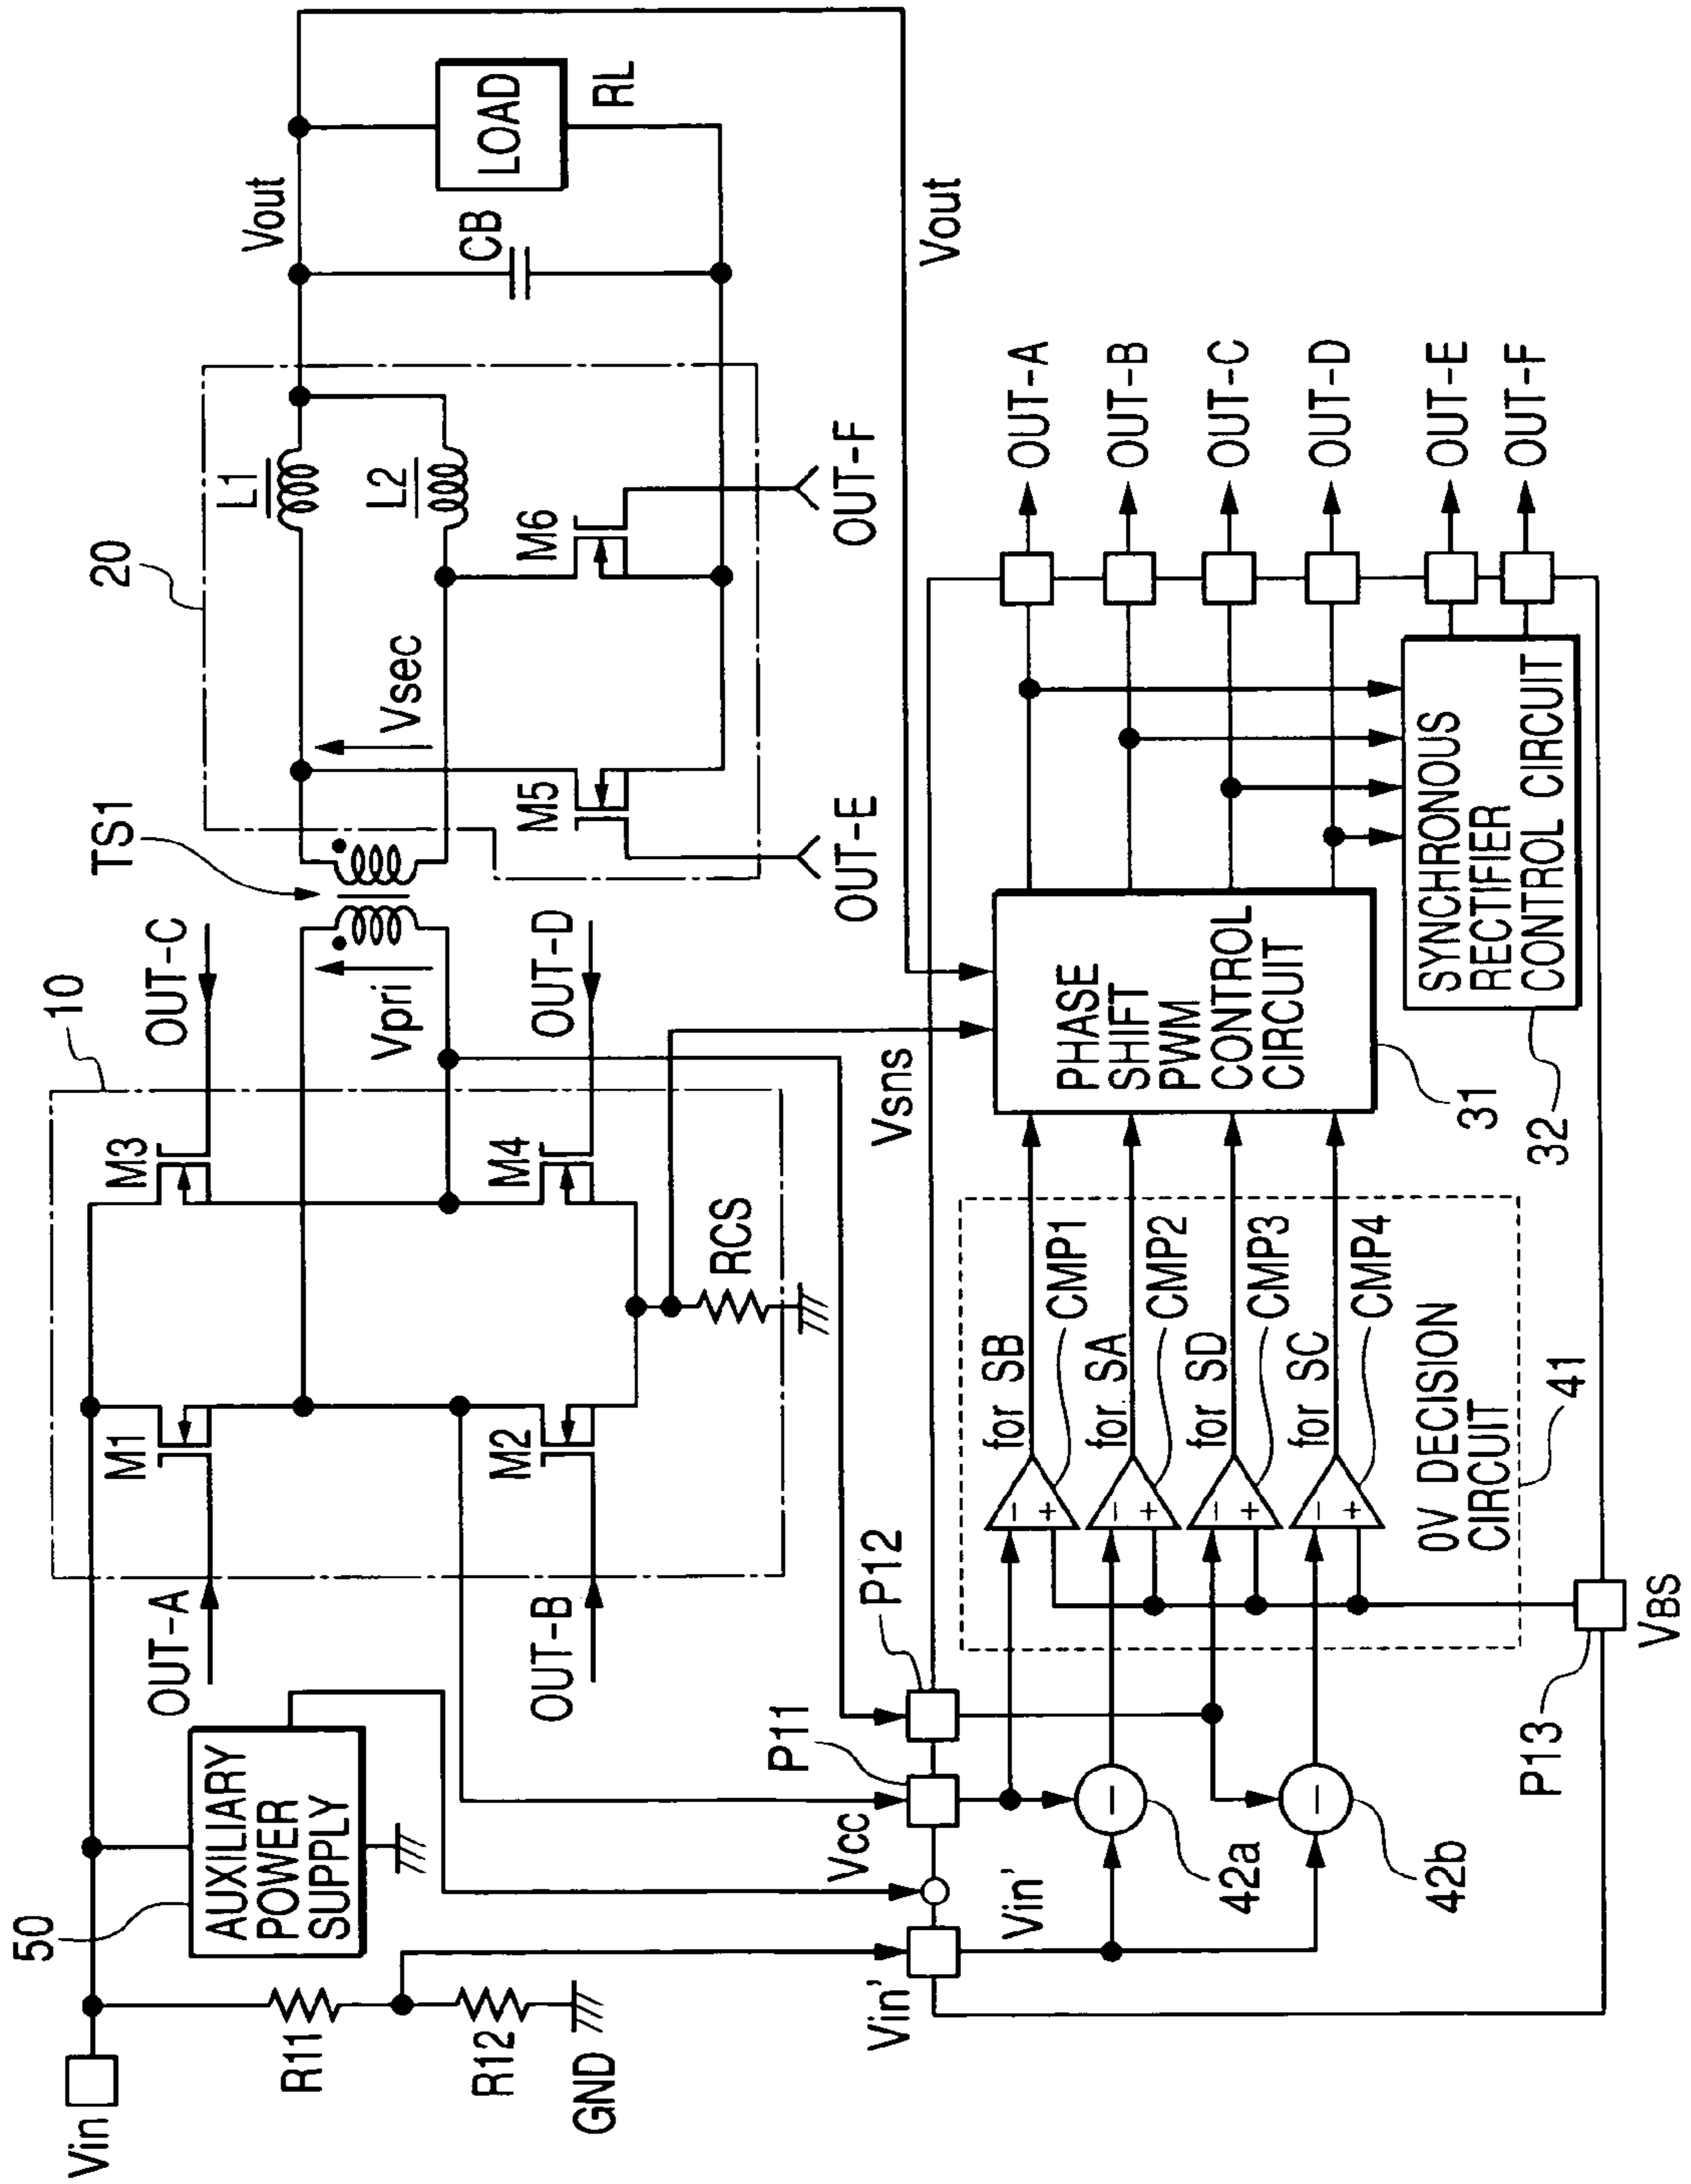 Vin
R11
R12
GND
50
AUXILIARY
POWER
SUPPLY
OUT-A
OUT-B
10
M1
M2
M3
M4
RCS
OUT-C
OUT-D
Vpri
TS1
20
Vsec
M5
M6
L1
L2
OUT-E
OUT-F
Vout
CB
LOAD
RL
Vin'
Vcc
P11
P12
Vsns
Vout
Vin'
42a
42b
for SB
CMP1
for SA
CMP2
for SD
CMP3
for SC
CMP4
− +
− +
− +
− +
−
−
0V DECISION
CIRCUIT
41
P13
VBS
PHASE
SHIFT
PWM
CONTROL
CIRCUIT
31
SYNCHRONOUS
RECTIFIER
CONTROL CIRCUIT
32
OUT-A
OUT-B
OUT-C
OUT-D
OUT-E
OUT-F